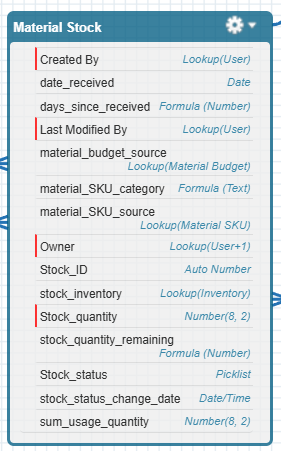 Material Stock
Created By Lookup(User)
date_received Date
days_since_received Formula (Number)
Last Modified By Lookup(User)
material_budget_source
Lookup(Material Budget)
material_SKU_category Formula (Text)
material_SKU_source
Lookup(Material SKU)
Owner Lookup(User+1)
Stock_ID Auto Number
stock_inventory Lookup(Inventory)
Stock_quantity Number(8, 2)
stock_quantity_remaining
Formula (Number)
Stock_status Picklist
stock_status_change_date Date/Time
sum_usage_quantity Number(8, 2)